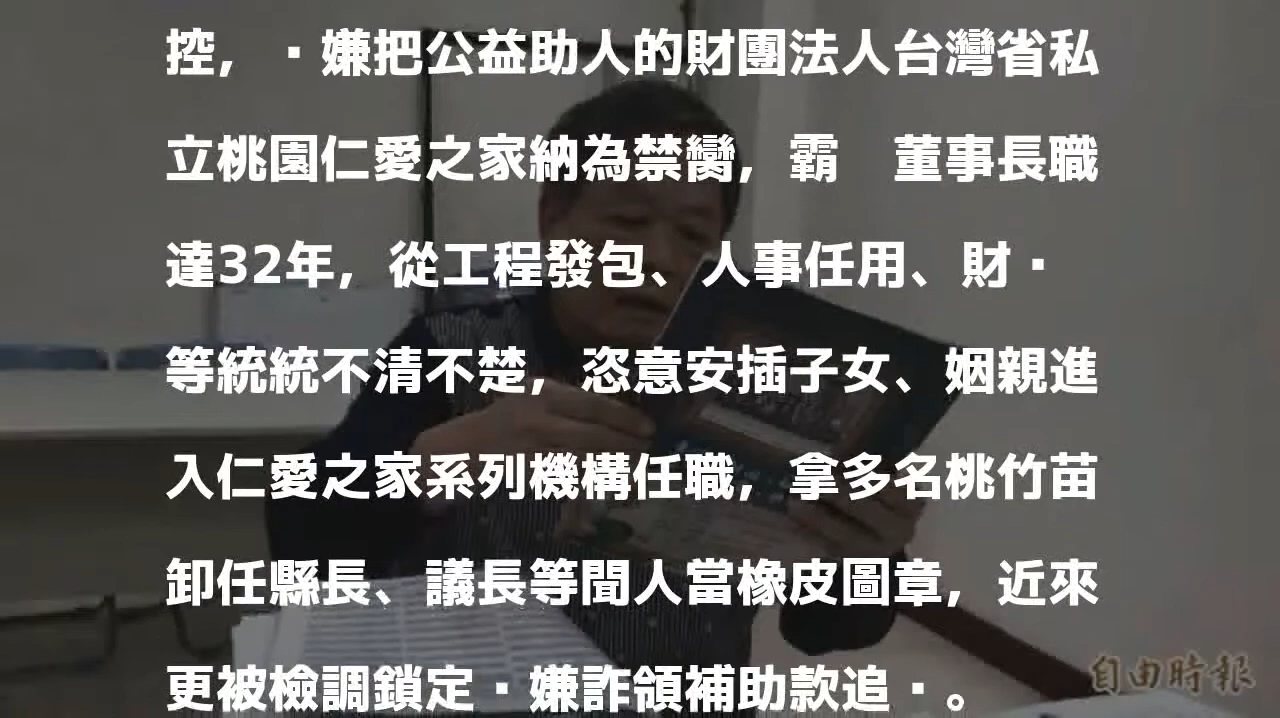 控，▪嫌把公益助人的財團法人台灣省私
立桃園仁愛之家納為禁臠，霸 董事長職
達32年，從工程發包、人事任用、財▪
等統統不清不楚，恣意安插子女、姻親進
入仁愛之家系列機構任職，拿多名桃竹苗
卸任縣長、議長等聞人當橡皮圖章，近來
更被檢調鎖定▪嫌詐領補助款追▪。
自由時報